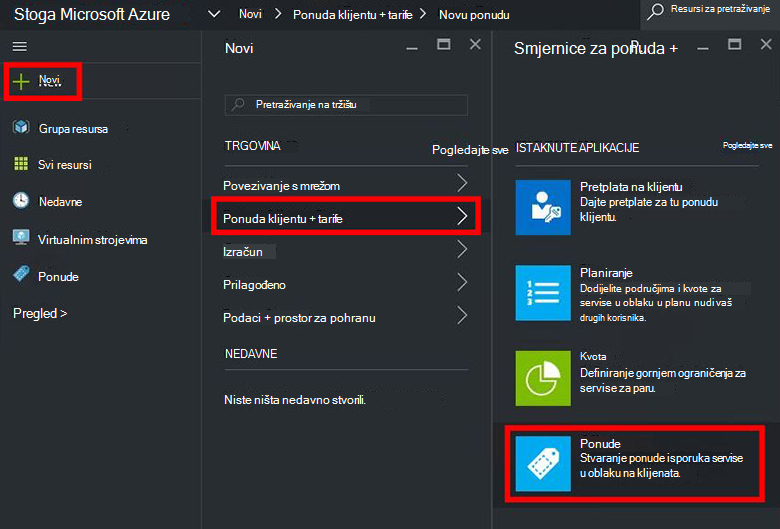 Stoga Microsoft Azure
Novi
Ponuda klijentu + tarife
Novu ponudu
Resursi za pretraživanje
Novi
Grupa resursa
Svi resursi
Nedavne
Virtualnim strojevima
Ponude
Pregled >
Novi
Pretraživanje na tržištu
TRGOVINA
Pogledajte sve
Povezivanje s mrežom
Ponuda klijentu + tarife
Izračun
Prilagođeno
Podaci + prostor za pohranu
NEDAVNE
Niste ništa nedavno stvorili.
Smjernice za ponuda +
ISTAKNUTE APLIKACIJE
Pogledajte sve
Pretplata na klijentu
Dajte pretplate za tu ponudu
klijentu.
Planiranje
Dodijelite područjima i kvote za
servise u oblaku u planu nudi vaš
drugih korisnika.
Kvota
Definiranje gornjem ograničenja za
servise za paru.
Ponude
Stvaranje ponude isporuka servise
u oblaku na klijenata.